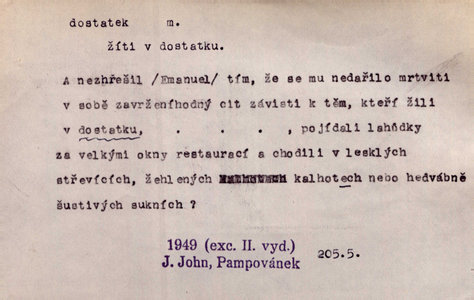 dostatek m.
žíti v dostatku.
A nezhřešil /Emanuel/ tím, že se mu nedařilo mrtviti
v sobě zavrženíhodný cit závisti k těm, kteří žili
v dostatku, . . . . , pojídali lahůdky
za velkými okny restaurací a chodili v lesklých
střevících, žehlených kalhotech nebo hedvábně
šustivých sukních ?
1949 (exc. II. vyd.)
J. John, Pampovánek
205.5.